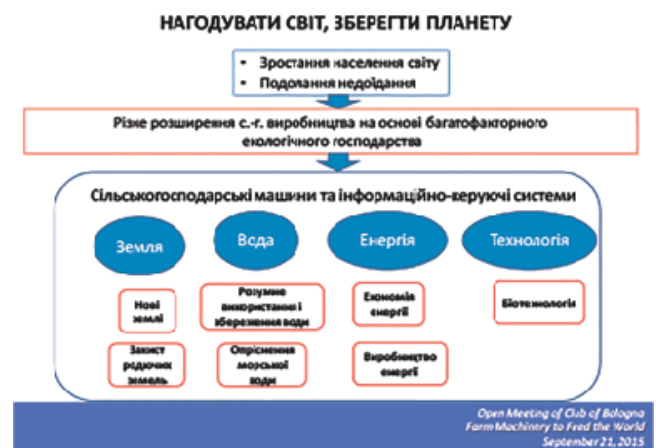 НАГОДУВАТИ СВІТ, ЗБЕРЕГТИ ПЛАНЕТУ
• Зростання населення світу
• Подолання недоїдання
Різке розширення с.-г. виробництва на основі багатофакторного
екологічного господарства
Сільськогосподарські машини та інформаційно-керуючі системи
Земля
Вода
Енергія
Технологія
Нові
землі
Розумне
використання і
збереження води
Економія
енергії
Біотехнологія
Захист
родючих
земель
Опріснення
морської
води
Виробництво
енергії
Open Meeting of Club of Bologna
Farm Machinery to Feed the World
September 21, 2015